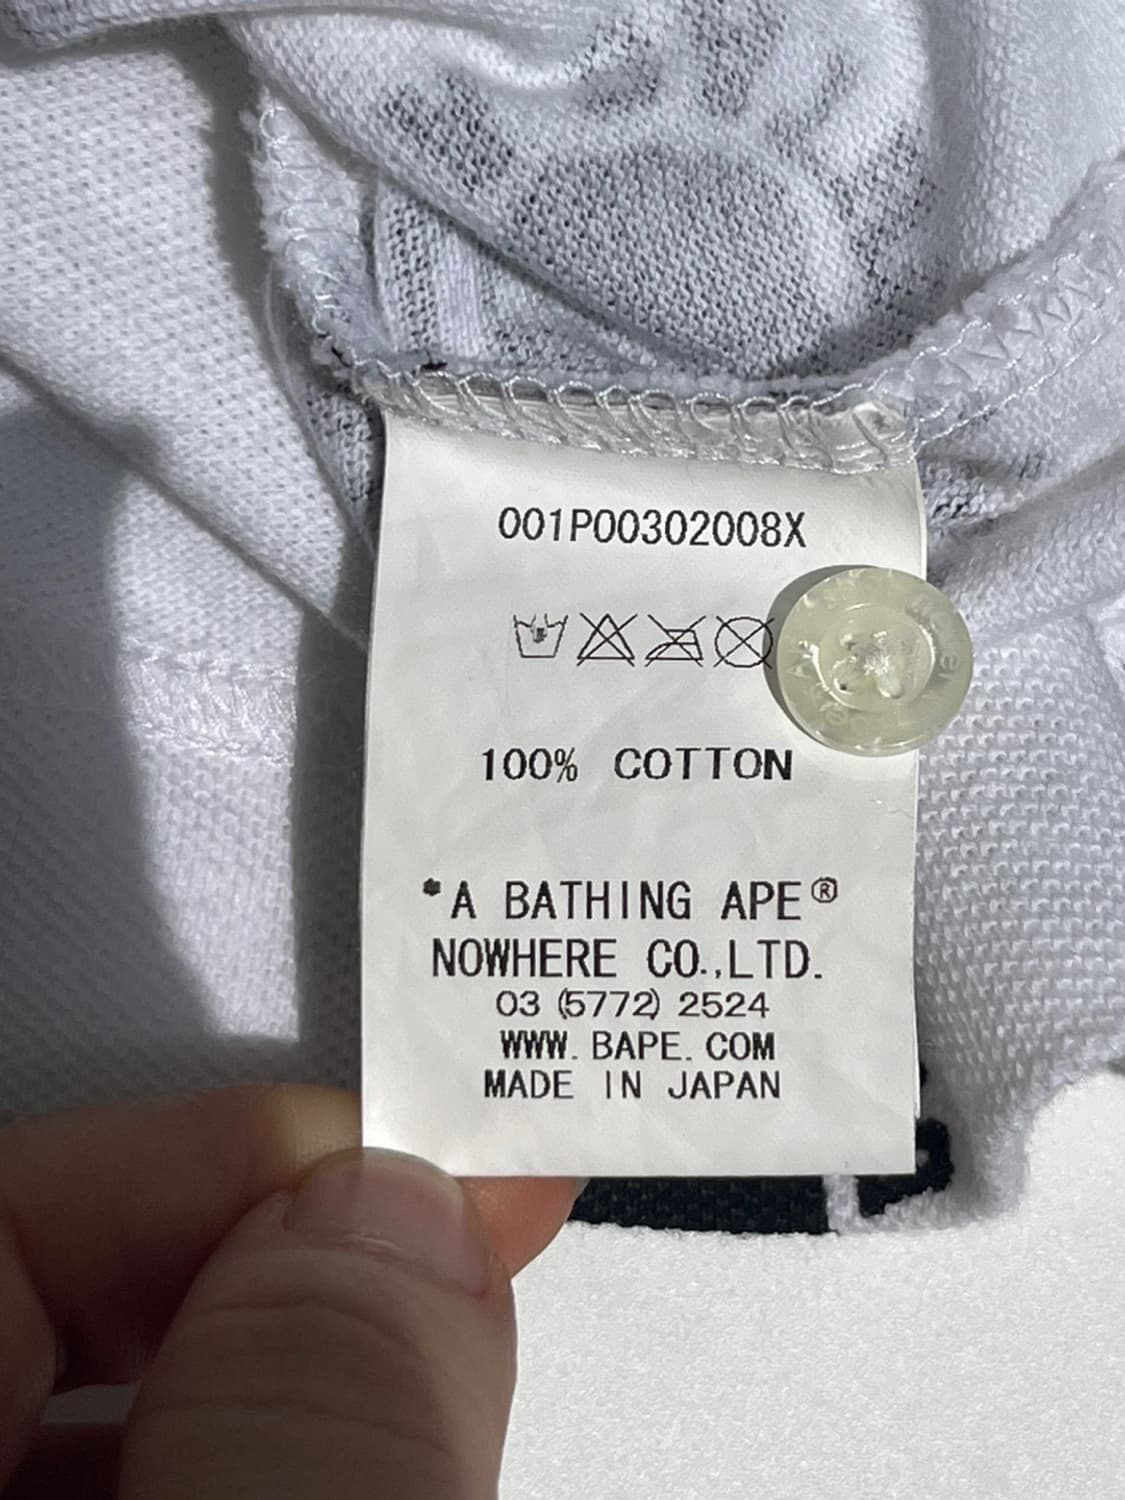 001P00302008X
100% COTTON
*A BATHING APE®
NOWHERE CO.,LTD.
03 (5772) 2524
WWW. BAPE. COM
MADE IN JAPAN